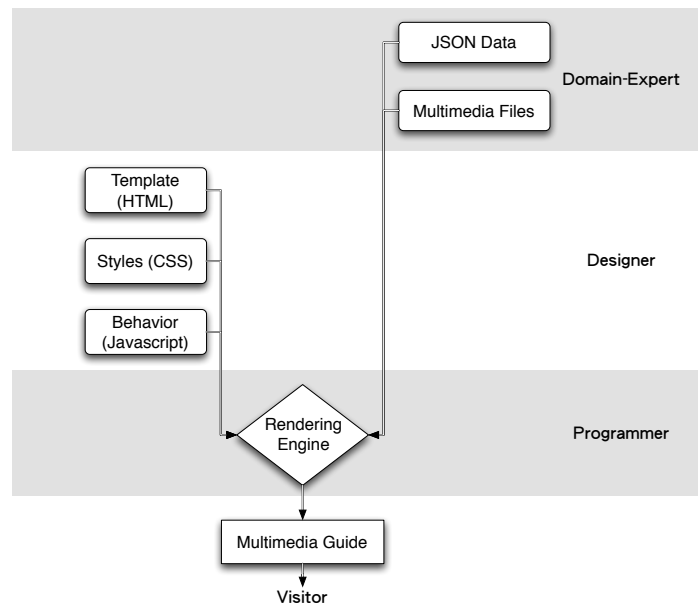 JSON Data
Domain-Expert
Multimedia Files
Template
(HTML)
Styles (CSS)
Designer
Behavior
(Javascript)
Rendering
Engine
Programmer
Multimedia Guide
Visitor